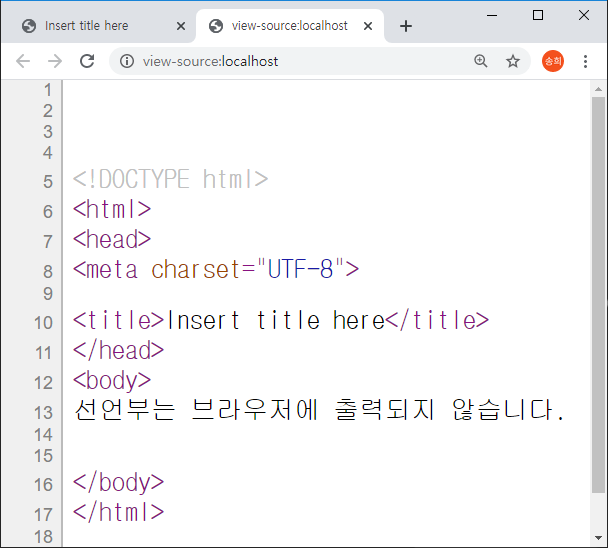 Insert title here
view-source:localhost
view-source:localhost
송희
1
2
3
4
5 <!DOCTYPE html>
6 <html>
7 <head>
8 <meta charset="UTF-8">
9
10 <title>Insert title here</title>
11 </head>
12 <body>
13 선언부는 브라우저에 출력되지 않습니다.
14
15
16 </body>
17 </html>
18